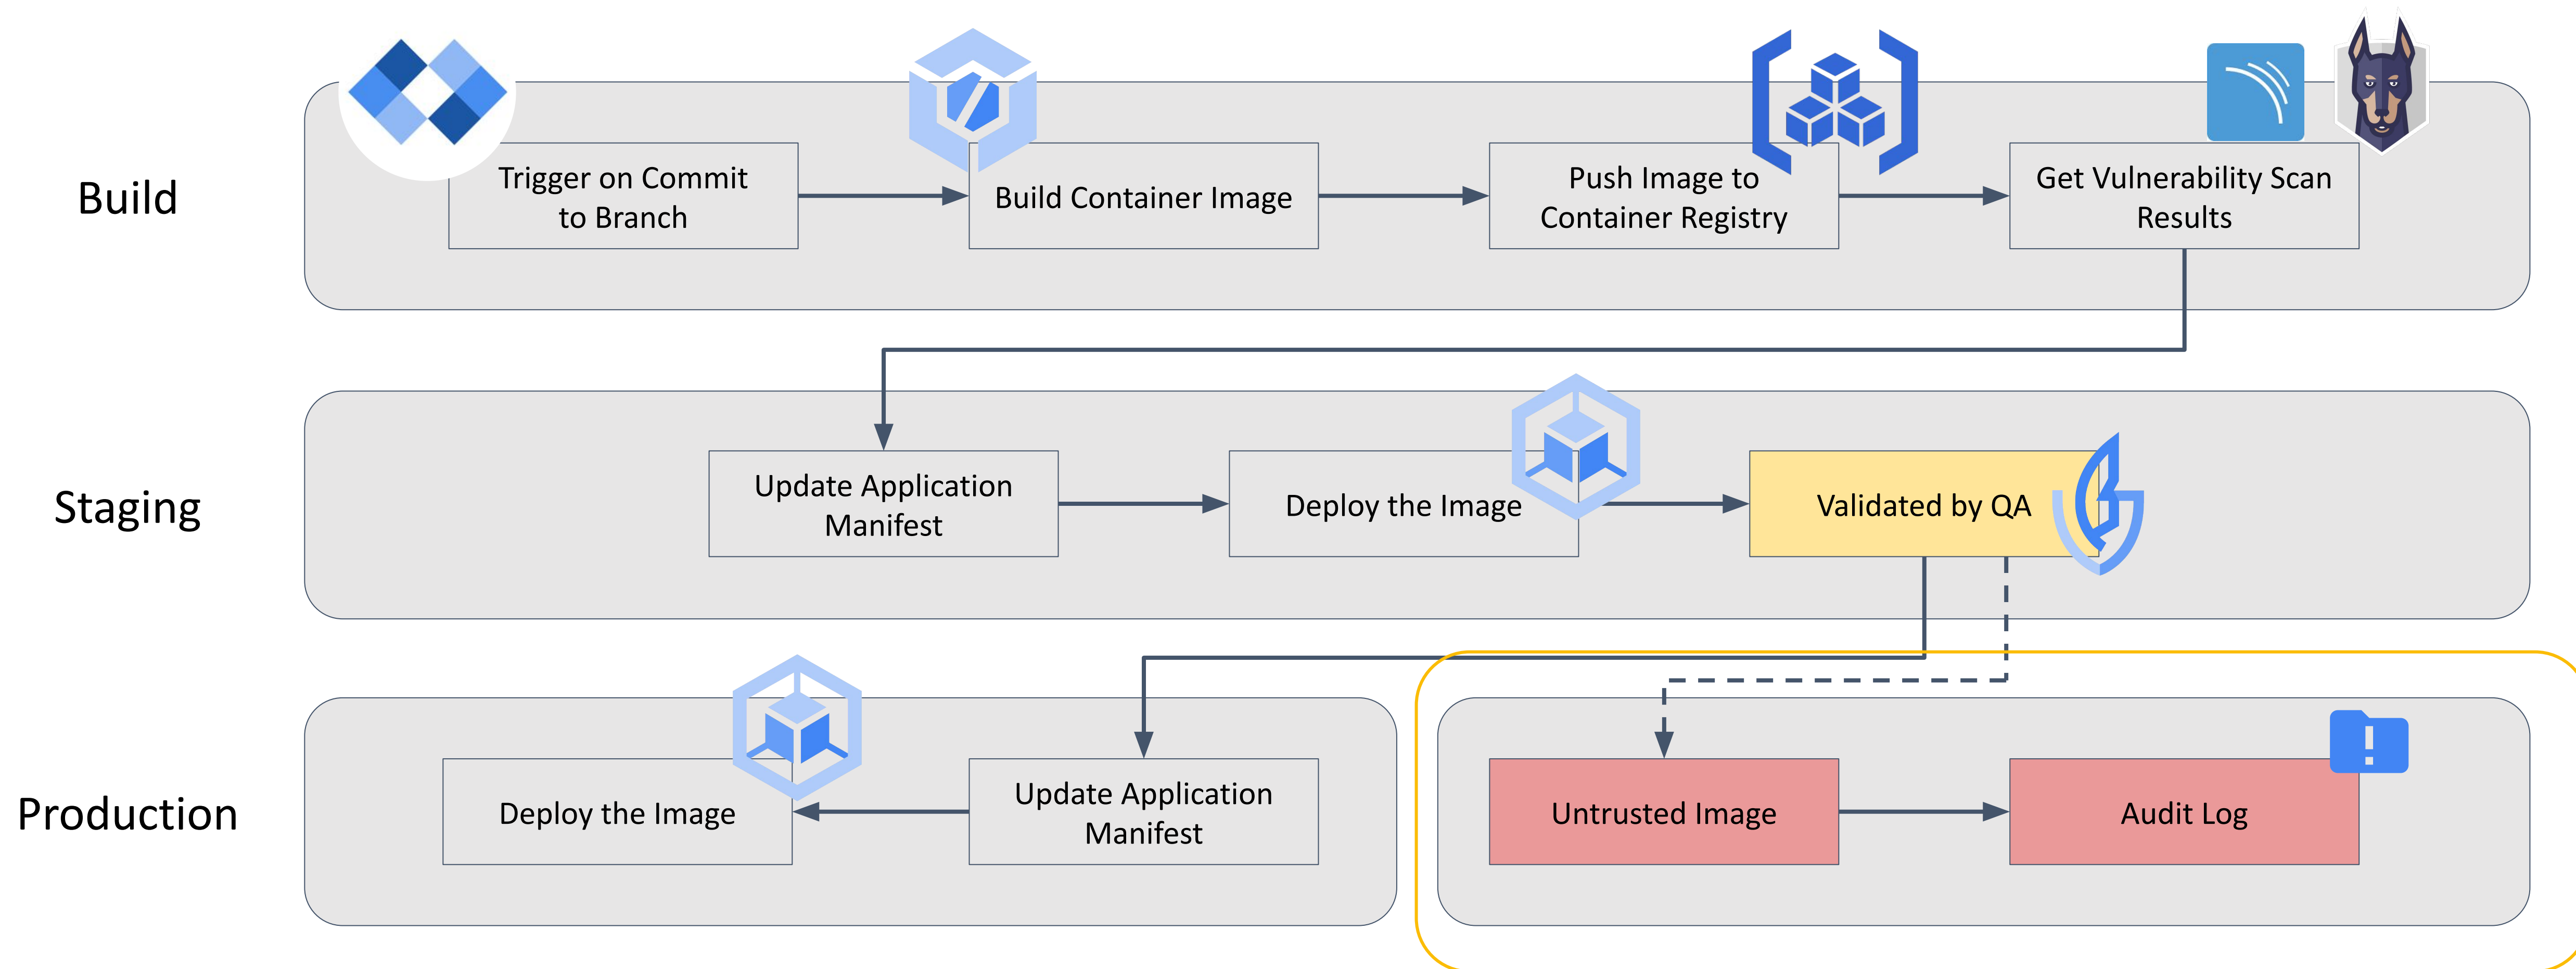 Build
Trigger on Commit
to Branch
Build Container Image
Push Image to
Container Registry
Get Vulnerability Scan
Results
Staging
Update Application
Manifest
Deploy the Image
Validated by QA
Production
Deploy the Image
Update Application
Manifest
Untrusted Image
Audit Log